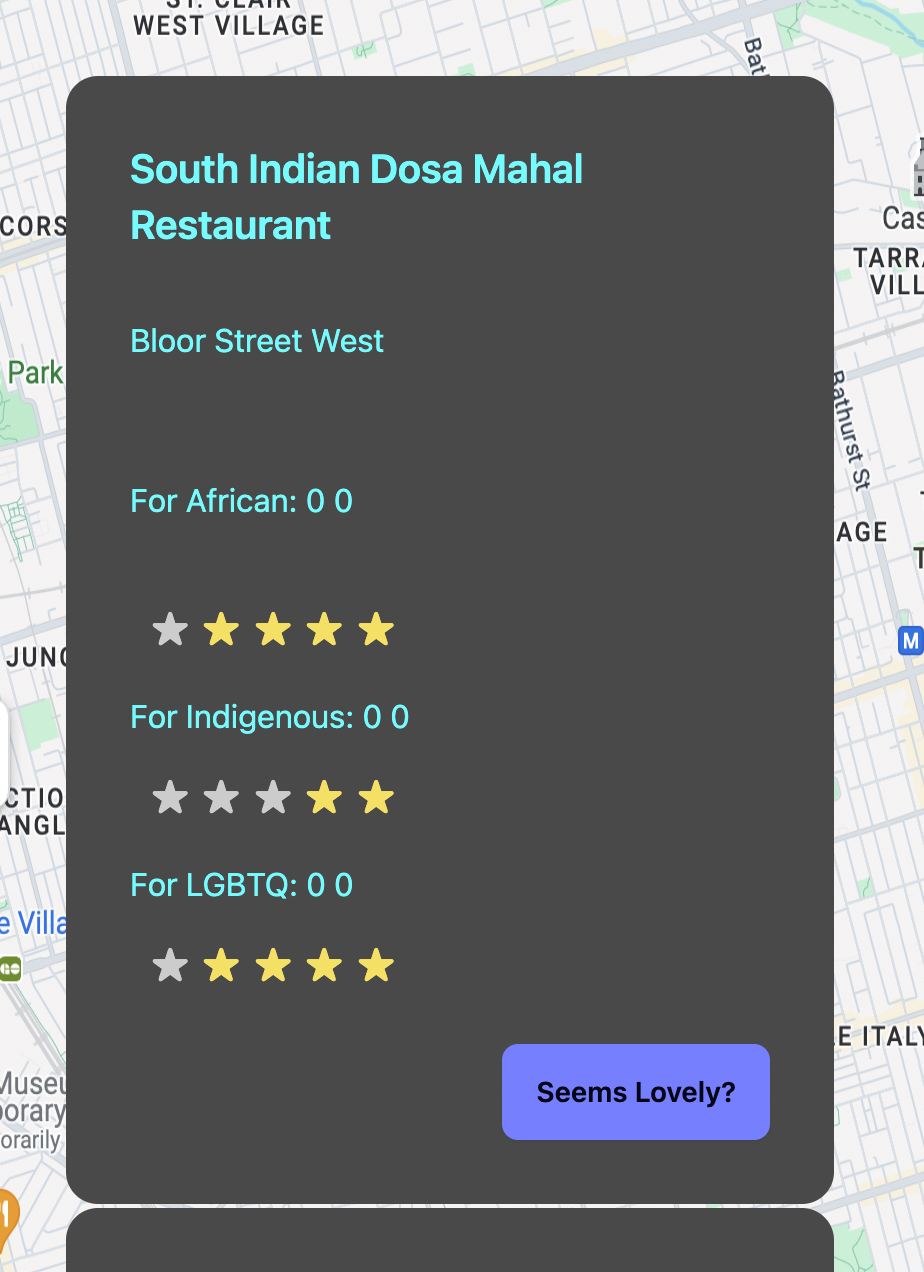 ST. CLAIR
WEST VILLAGE
Bat
South Indian Dosa Mahal
Restaurant
CORS
Cas
TARRA
VILL
Bloor Street West
Park
Bathurst St
For African: 0 0
AGE
T
M
JUNC
For Indigenous: 0 0
CTIO
ANGL
For LGBTQ: 0 0
e Villa
GO
E ITALY
Museu
porary
orarily
Seems Lovely?